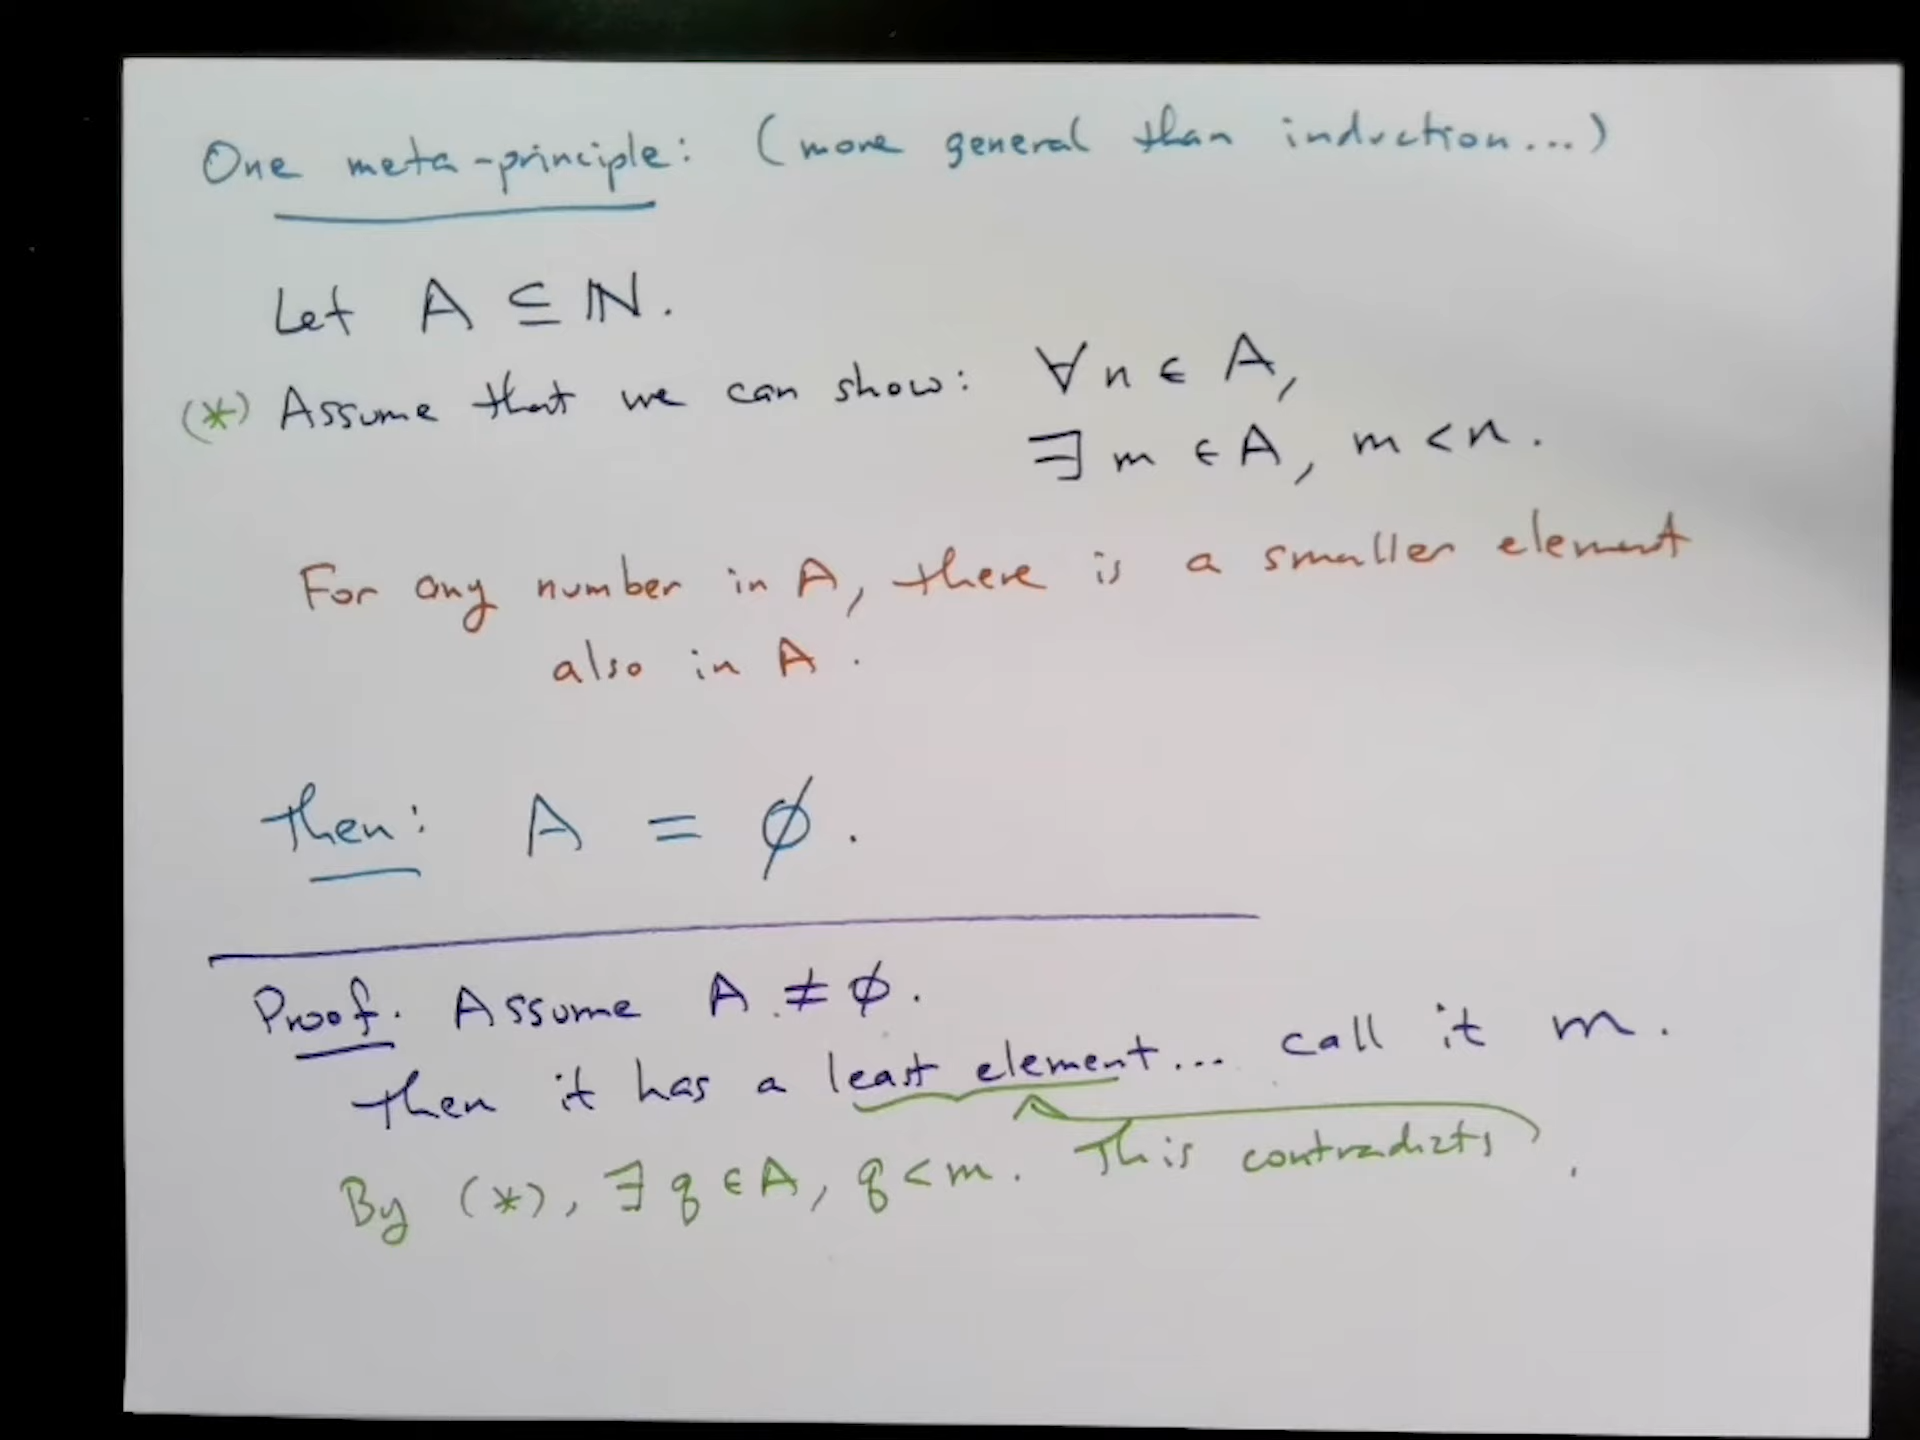 One meta-principle: (more general than induction...)
Let A ⊆ ℕ.
(*) Assume that we can show: ∀ n ∈ A,
∃ m ∈ A, m < n.
For any number in A, there is a smaller element
also in A.
Then: A = ∅.
Proof. Assume A ≠ ∅.
Then it has a least element... call it m.
By (*), ∃ q ∈ A, q < m. This contradicts.